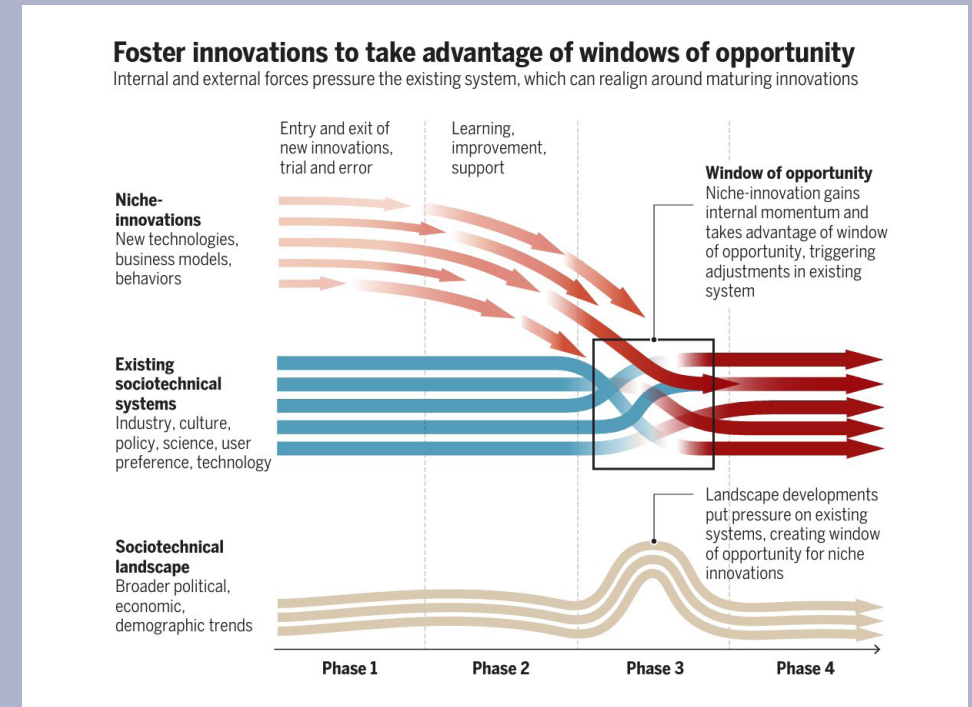 Foster innovations to take advantage of windows of opportunity
Internal and external forces pressure the existing system, which can realign around maturing innovations
Entry and exit of
new innovations,
trial and error
Learning,
improvement,
support
Window of opportunity
Niche-innovation gains
internal momentum and
takes advantage of window
of opportunity, triggering
adjustments in existing
system
Niche-
innovations
New technologies,
business models,
behaviors
Existing
sociotechnical
systems
Industry, culture,
policy, science, user
preference, technology
Landscape developments
put pressure on existing
systems, creating window
of opportunity for niche
innovations
Sociotechnical
landscape
Broader political,
economic,
demographic trends
Phase 1
Phase 2
Phase 3
Phase 4